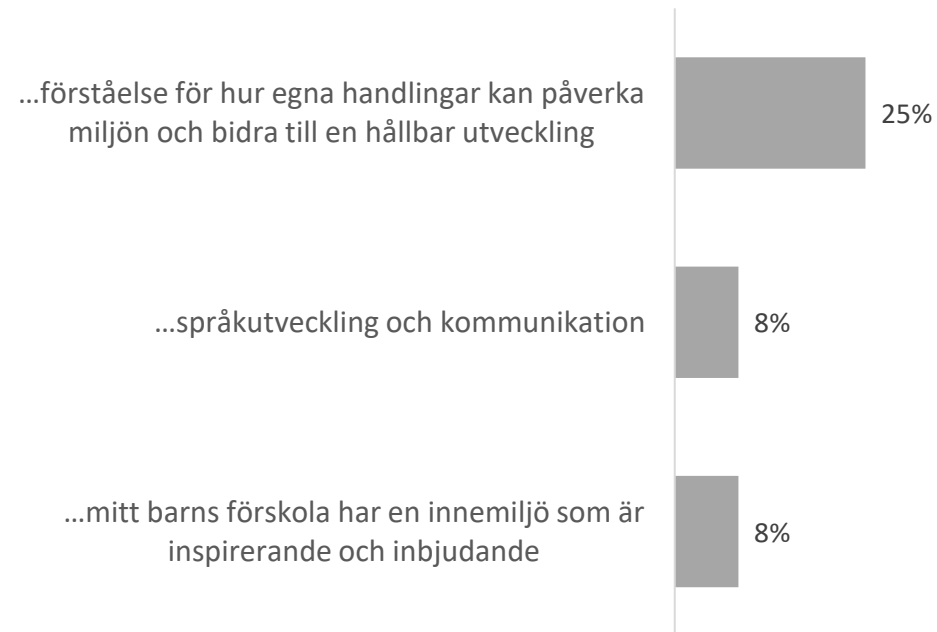 …förståelse för hur egna handlingar kan påverka
miljön och bidra till en hållbar utveckling
25%
…språkutveckling och kommunikation
8%
…mitt barns förskola har en innemiljö som är
inspirerande och inbjudande
8%